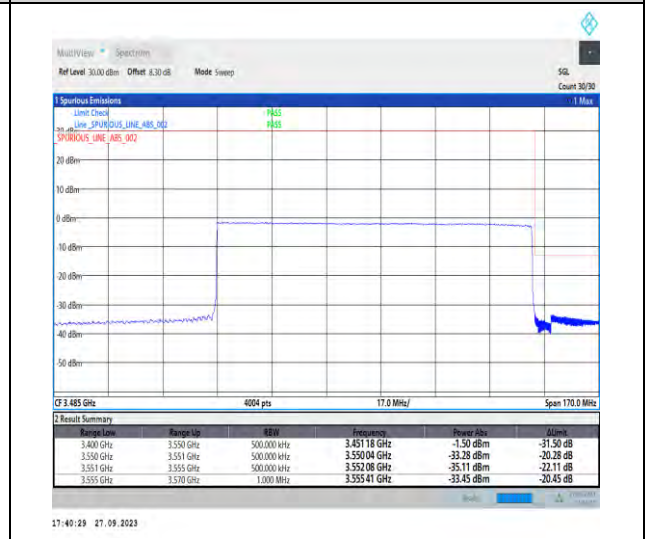 MultiView Spectrum
Ref Level 30.00 dBm Offset 8.30 dB Mode Sweep SGL
Count 30/30
1 Spurious Emissions 1 Max
Limit Check PASS
Line _SPURIOUS_LINE_ABS_002 PASS
SPURIOUS_LINE_ABS_002
20 dBm
10 dBm
0 dBm
-10 dBm
-20 dBm
-30 dBm
-40 dBm
-50 dBm
CF 3.485 GHz 4004 pts 17.0 MHz/ Span 170.0 MHz
2 Result Summary
Range Low Range Up RBW Frequency Power Abs ΔLimit
3.400 GHz 3.550 GHz 500.000 kHz 3.451 18 GHz -1.50 dBm -31.50 dB
3.550 GHz 3.551 GHz 500.000 kHz 3.550 04 GHz -33.28 dBm -20.28 dB
3.551 GHz 3.555 GHz 500.000 kHz 3.552 08 GHz -35.11 dBm -22.11 dB
3.555 GHz 3.570 GHz 1.000 MHz 3.555 41 GHz -33.45 dBm -20.45 dB
17:40:29 27.09.2023